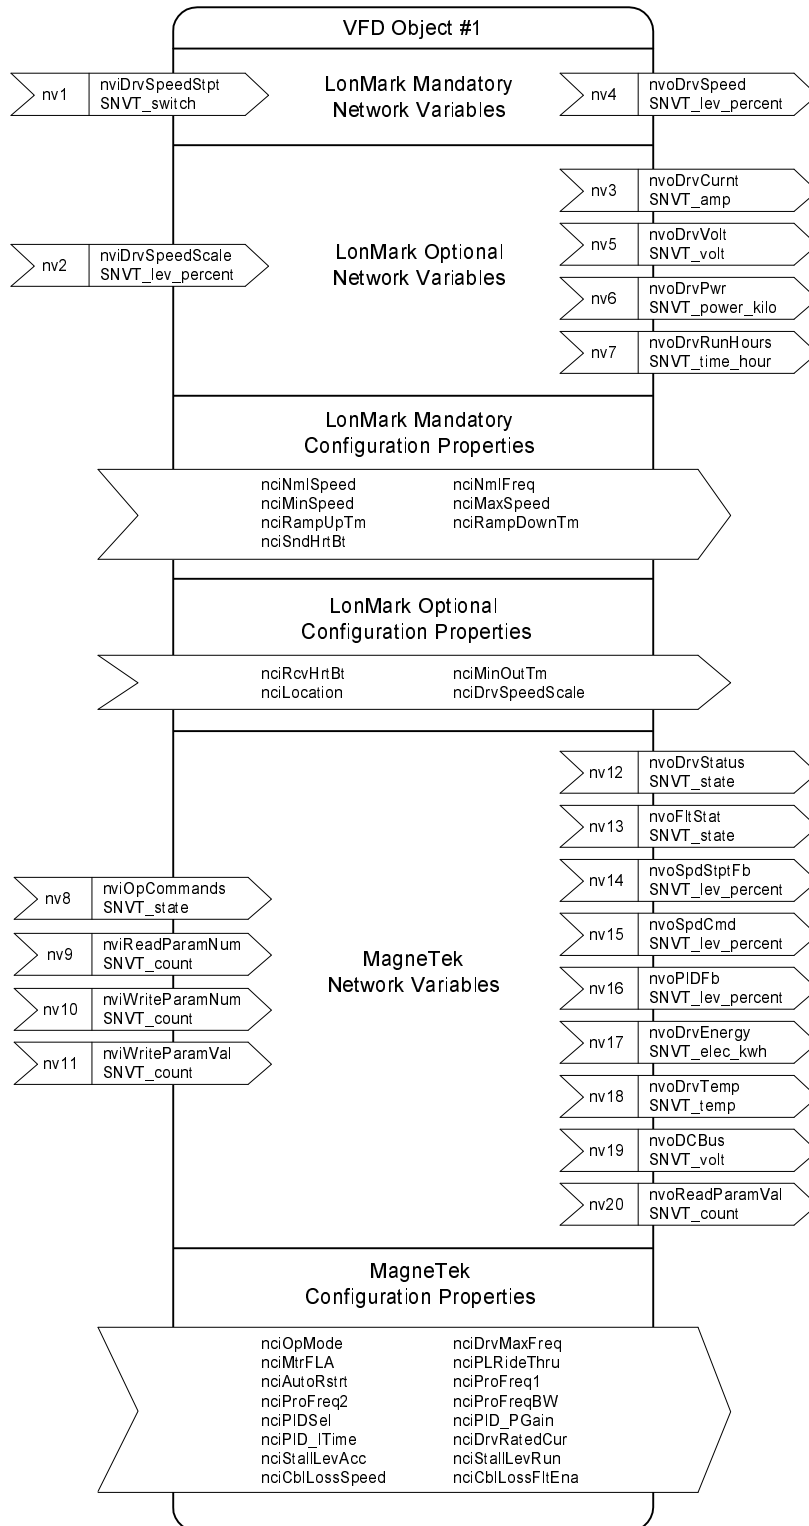 VFD Object #1
nv1
nviDrvSpeedStpt
SNVT_switch
LonMark Mandatory
Network Variables
nv4
nvoDrvSpeed
SNVT_lev_percent
nv2
nviDrvSpeedScale
SNVT_lev_percent
LonMark Optional
Network Variables
nv3
nvoDrvCurnt
SNVT_amp
nv5
nvoDrvVolt
SNVT_volt
nv6
nvoDrvPwr
SNVT_power_kilo
nv7
nvoDrvRunHours
SNVT_time_hour
LonMark Mandatory
Configuration Properties
nciNmlSpeed nciNmlFreq
nciMinSpeed nciMaxSpeed
nciRampUpTm nciRampDownTm
nciSndHrtBt
LonMark Optional
Configuration Properties
nciRcvHrtBt nciMinOutTm
nciLocation nciDrvSpeedScale
nv8
nviOpCommands
SNVT_state
nv9
nviReadParamNum
SNVT_count
nv10
nviWriteParamNum
SNVT_count
nv11
nviWriteParamVal
SNVT_count
MagneTek
Network Variables
nv12
nvoDrvStatus
SNVT_state
nv13
nvoFltStat
SNVT_state
nv14
nvoSpdStptFb
SNVT_lev_percent
nv15
nvoSpdCmd
SNVT_lev_percent
nv16
nvoPIDFb
SNVT_lev_percent
nv17
nvoDrvEnergy
SNVT_elec_kwh
nv18
nvoDrvTemp
SNVT_temp
nv19
nvoDCBus
SNVT_volt
nv20
nvoReadParamVal
SNVT_count
MagneTek
Configuration Properties
nciOpMode nciDrvMaxFreq
nciMtrFLA nciPLRideThru
nciAutoRstrt nciProFreq1
nciProFreq2 nciProFreqBW
nciPIDSel nciPID_PGain
nciPID_ITime nciDrvRatedCur
nciStallLevAcc nciStallLevRun
nciCblLossSpeed nciCblLossFltEna